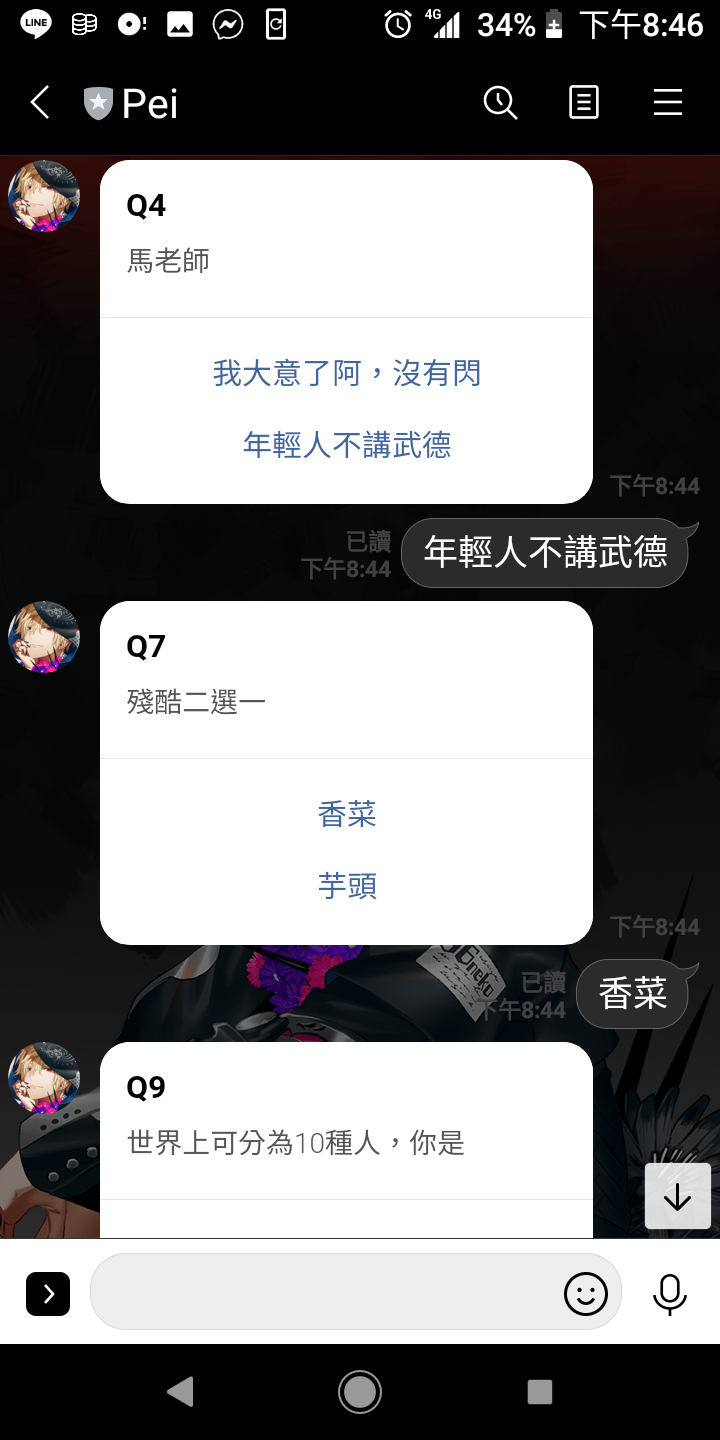 LINE
4G
34%
下午8:46
Pei
Q4
馬老師
我大意了阿，沒有閃
年輕人不講武德
下午8:44
已讀
下午8:44
年輕人不講武德
Q7
殘酷二選一
香菜
芋頭
下午8:44
已讀
下午8:44
香菜
Q9
世界上可分為10種人，你是